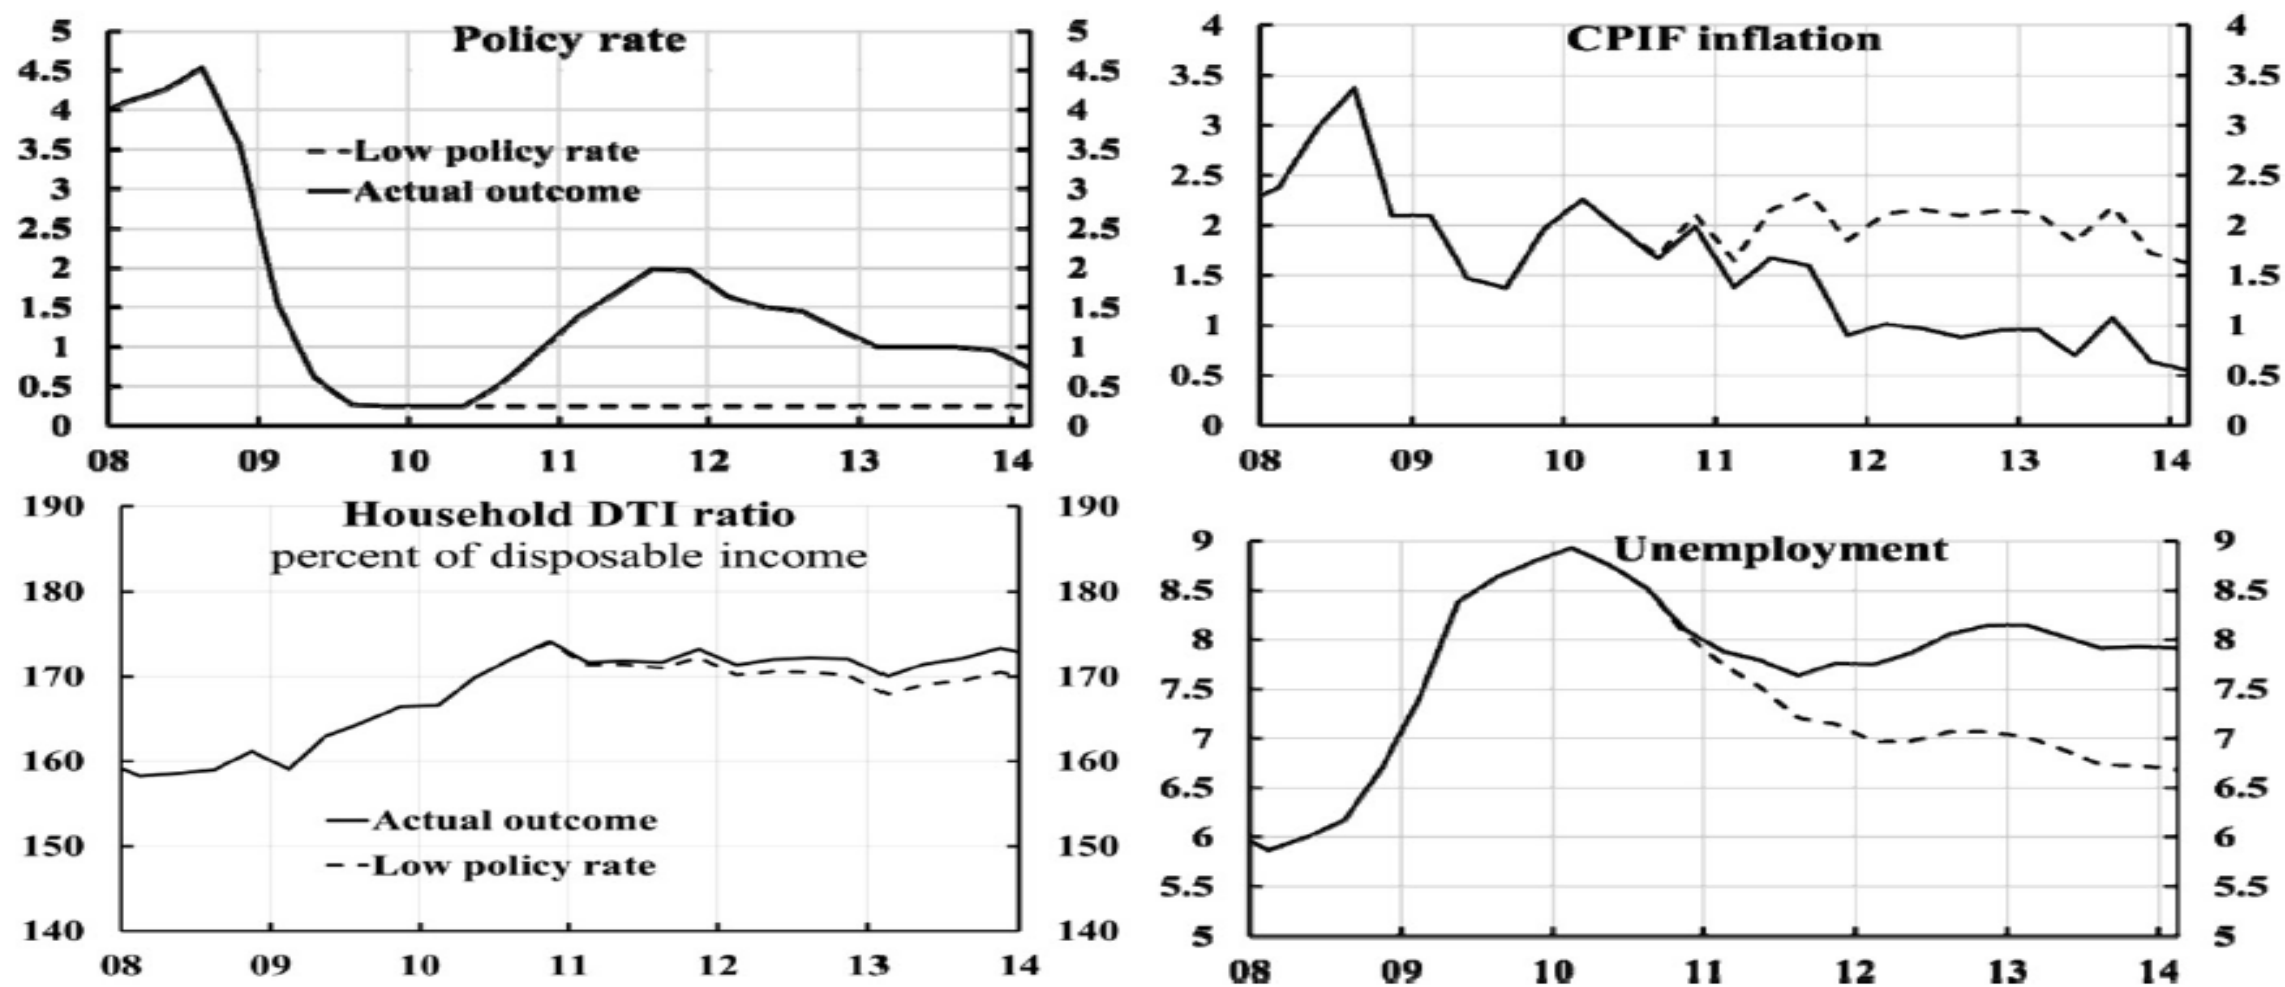 Policy rate
5 5
4.5 4.5
4 4
3.5 3.5
3 3
2.5 2.5
2 2
1.5 1.5
1 1
0.5 0.5
0 0
Low policy rate
Actual outcome
08 09 10 11 12 13 14
CPIF inflation
4 4
3.5 3.5
3 3
2.5 2.5
2 2
1.5 1.5
1 1
0.5 0.5
0 0
08 09 10 11 12 13 14
Household DTI ratio
percent of disposable income
190 190
180 180
170 170
160 160
150 150
140 140
Actual outcome
Low policy rate
08 09 10 11 12 13 14
Unemployment
9 9
8.5 8.5
8 8
7.5 7.5
7 7
6.5 6.5
6 6
5.5 5.5
5 5
08 09 10 11 12 13 14